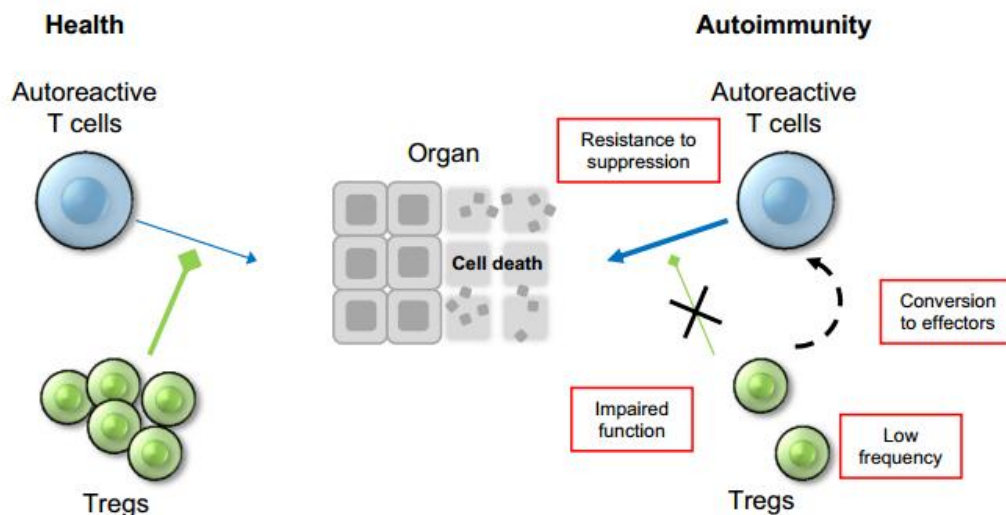 Health
Autoreactive
T cells
Tregs
Organ
Cell death
Autoimmunity
Autoreactive
T cells
Resistance to
suppression
Conversion
to effectors
Impaired
function
Low
frequency
Tregs